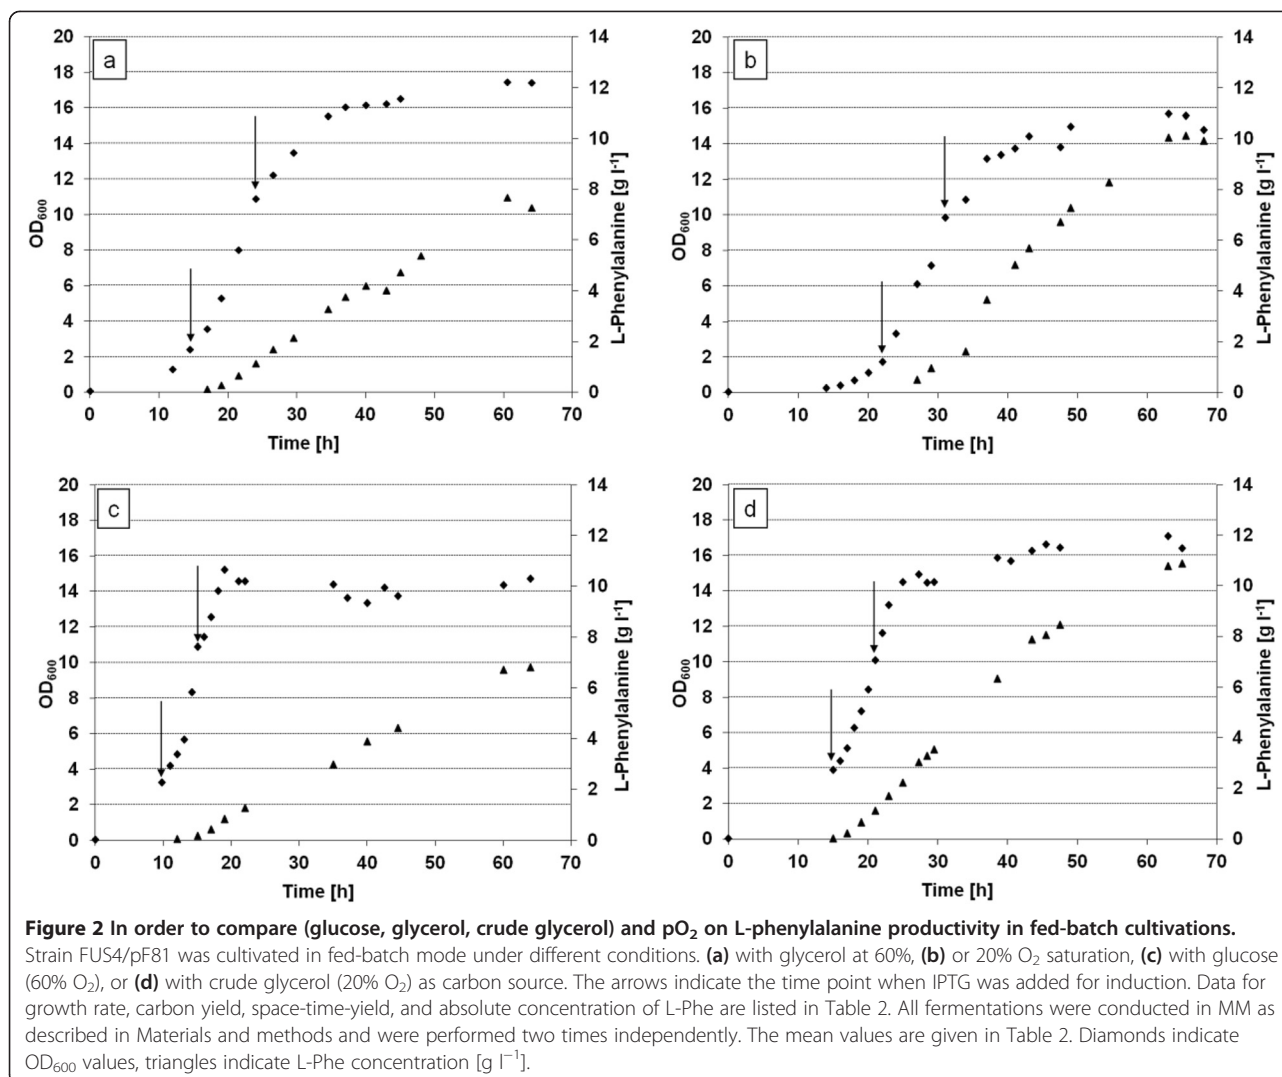 a
20
18
16
14
12
10
8
6
4
2
0
OD600
14
12
10
8
6
4
2
0
L-Phenylalanine [g l-1]
0 10 20 30 40 50 60 70
Time [h]
b
20
18
16
14
12
10
8
6
4
2
0
OD600
14
12
10
8
6
4
2
0
L-Phenylalanine [g l-1]
0 10 20 30 40 50 60 70
Time [h]
c
20
18
16
14
12
10
8
6
4
2
0
OD600
14
12
10
8
6
4
2
0
L-Phenylalanine [g l-1]
0 10 20 30 40 50 60 70
Time [h]
d
20
18
16
14
12
10
8
6
4
2
0
OD600
14
12
10
8
6
4
2
0
L-Phenylalanine [g l-1]
0 10 20 30 40 50 60 70
Time [h]
Figure 2 In order to compare (glucose, glycerol, crude glycerol) and pO2 on L-phenylalanine productivity in fed-batch cultivations.
Strain FUS4/pF81 was cultivated in fed-batch mode under different conditions. (a) with glycerol at 60%, (b) or 20% O2 saturation, (c) with glucose
(60% O2), or (d) with crude glycerol (20% O2) as carbon source. The arrows indicate the time point when IPTG was added for induction. Data for
growth rate, carbon yield, space-time-yield, and absolute concentration of L-Phe are listed in Table 2. All fermentations were conducted in MM as
described in Materials and methods and were performed two times independently. The mean values are given in Table 2. Diamonds indicate
OD600 values, triangles indicate L-Phe concentration [g l−1].